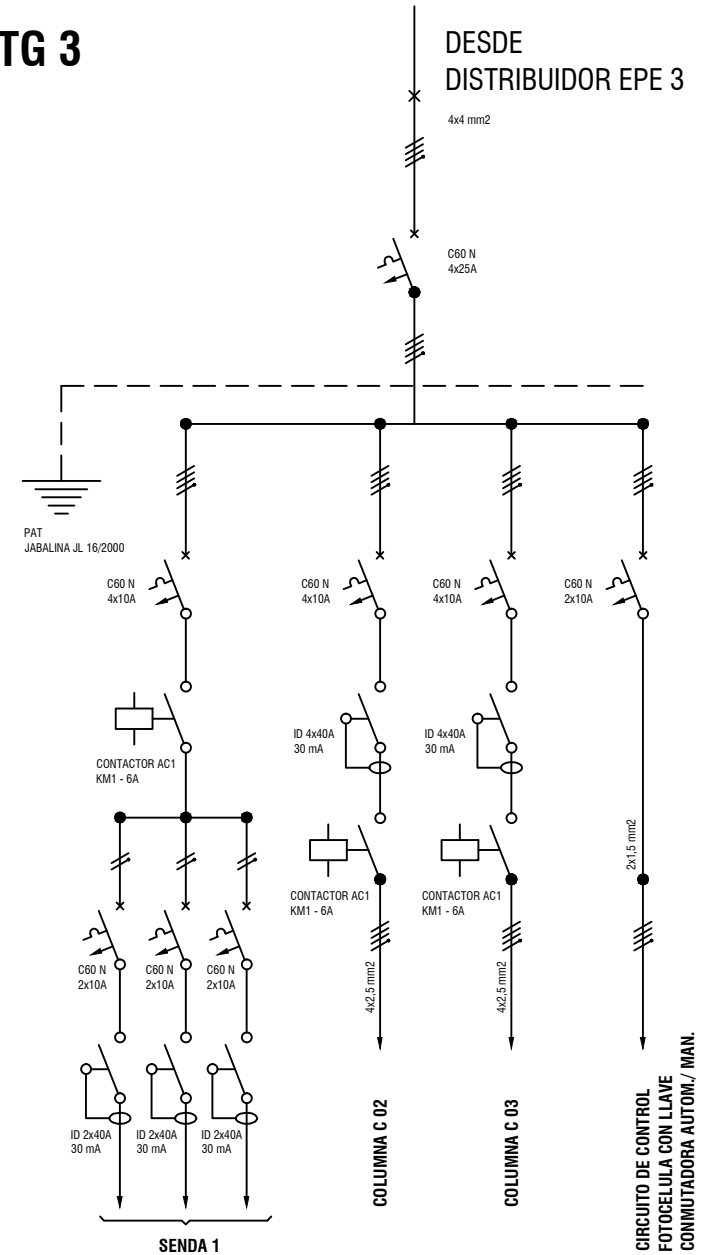 TG 3
DESDE
DISTRIBUIDOR EPE 3
4x4 mm2
C60 N
4x25A
PAT
JABALINA JL 16/2000
C60 N
4x10A
C60 N
4x10A
C60 N
4x10A
C60 N
2x10A
ID 4x40A
30 mA
ID 4x40A
30 mA
CONTACTOR AC1
KM1 - 6A
CONTACTOR AC1
KM1 - 6A
CONTACTOR AC1
KM1 - 6A
2x1,5 mm2
C60 N
2x10A
C60 N
2x10A
C60 N
2x10A
4x2,5 mm2
4x2,5 mm2
ID 2x40A
30 mA
ID 2x40A
30 mA
ID 2x40A
30 mA
SENDA 1
COLUMNA C 02
COLUMNA C 03
CIRCUITO DE CONTROL
FOTOCELULA CON LLAVE
CONMUTADORA AUTOM./ MAN.